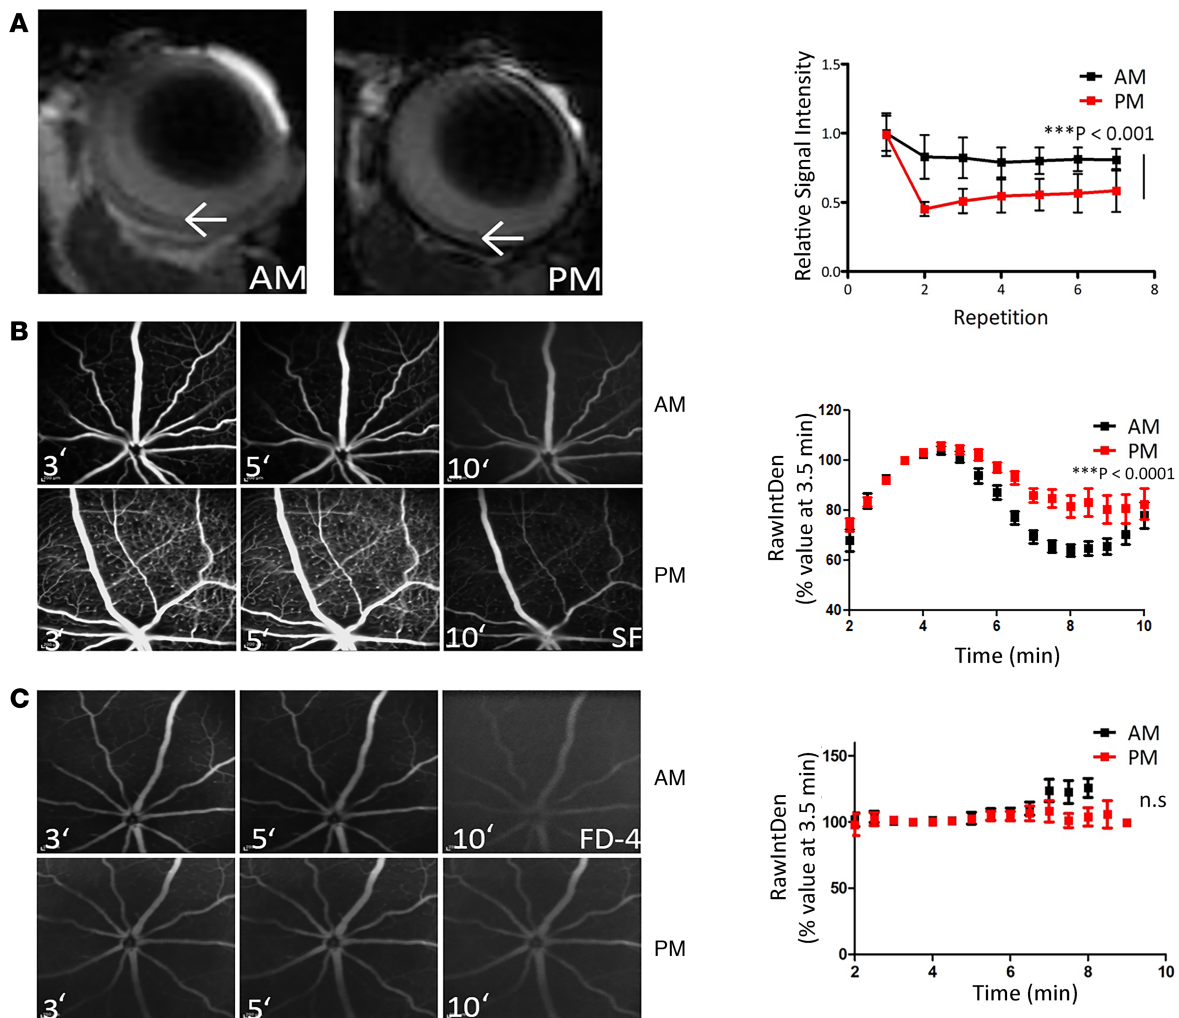 A
AM
PM
Relative Signal Intensity
1.5
1.0
0.5
0.0
0
2
4
6
8
Repetition
AM
PM
***P < 0.001
B
3‘
5‘
10‘
AM
3‘
5‘
10‘
SF
PM
RawIntDen
(% value at 3.5 min)
120
100
80
60
40
2
4
6
8
10
Time (min)
AM
PM
***P < 0.0001
C
3‘
5‘
10‘
FD-4
AM
3‘
5‘
10‘
PM
RawIntDen
(% value at 3.5 min)
150
100
50
0
2
4
6
8
10
Time (min)
AM
PM
n.s